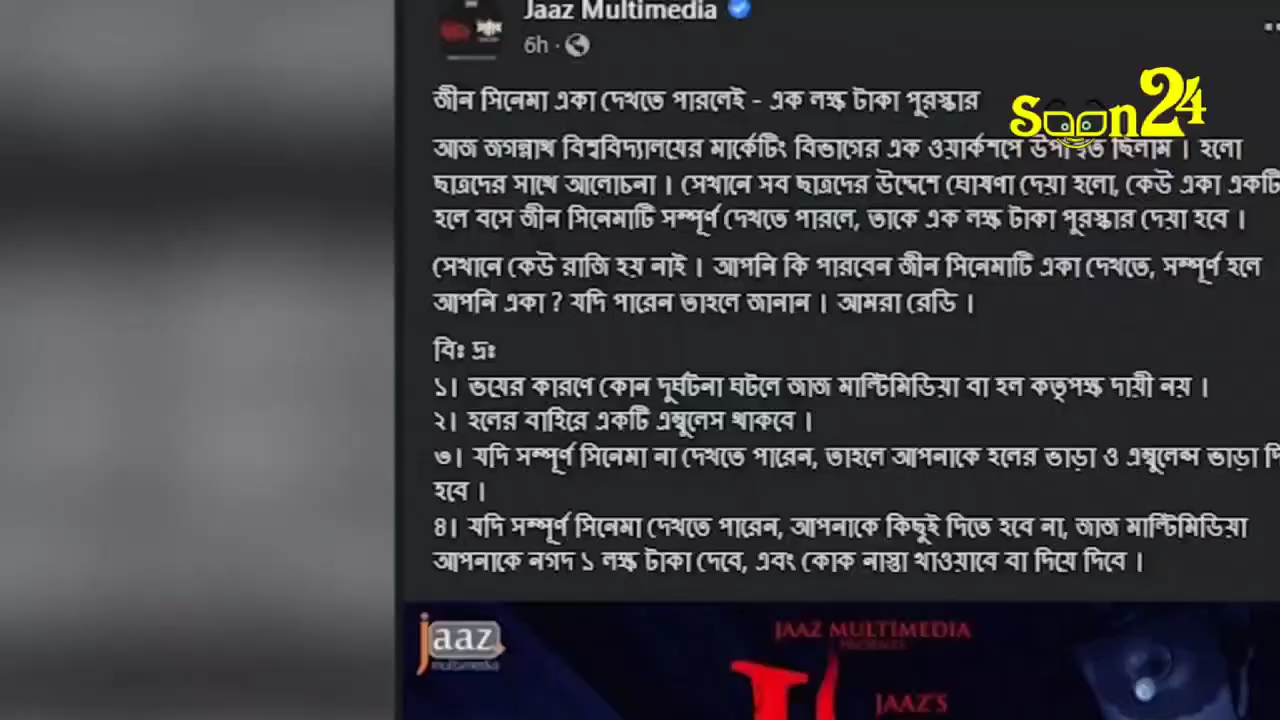 Jaaz Multimedia
6h ·
Soon24
জীন সিনেমা একা দেখতে পারলেই - এক লক্ষ টাকা পুরস্কার
আজ জগন্নাথ বিশ্ববিদ্যালয়ের মার্কেটিং বিভাগের এক ওয়ার্কশপে উপস্থিত ছিলাম । হলো
ছাত্রদের সাথে আলোচনা । সেখানে সব ছাত্রদের উদ্দেশে ঘোষণা দেয়া হলো, কেউ একা একটি
হলে বসে জীন সিনেমাটি সম্পূর্ণ দেখতে পারলে, তাকে এক লক্ষ টাকা পুরস্কার দেয়া হবে ।
সেখানে কেউ রাজি হয় নাই । আপনি কি পারবেন জীন সিনেমাটি একা দেখতে, সম্পূর্ণ হলে
আপনি একা ? যদি পারেন তাহলে জানান । আমরা রেডি ।
বিঃ দ্রঃ
১। ভয়ের কারণে কোন দুর্ঘটনা ঘটলে জাজ মাল্টিমিডিয়া বা হল কতৃপক্ষ দায়ী নয় ।
২। হলের বাহিরে একটি এম্বুলেস থাকবে ।
৩। যদি সম্পূর্ণ সিনেমা না দেখতে পারেন, তাহলে আপনাকে হলের ভাড়া ও এম্বুলেন্স ভাড়া দি
হবে ।
৪। যদি সম্পূর্ণ সিনেমা দেখতে পারেন, আপনাকে কিছুই দিতে হবে না, জাজ মাল্টিমিডিয়া
আপনাকে নগদ ১ লক্ষ টাকা দেবে, এবং কোক নাস্তা খাওয়াবে বা দিয়ে দিবে ।
jaaz
multimedia
JAAZ MULTIMEDIA
PRESENTS
JAAZ'S